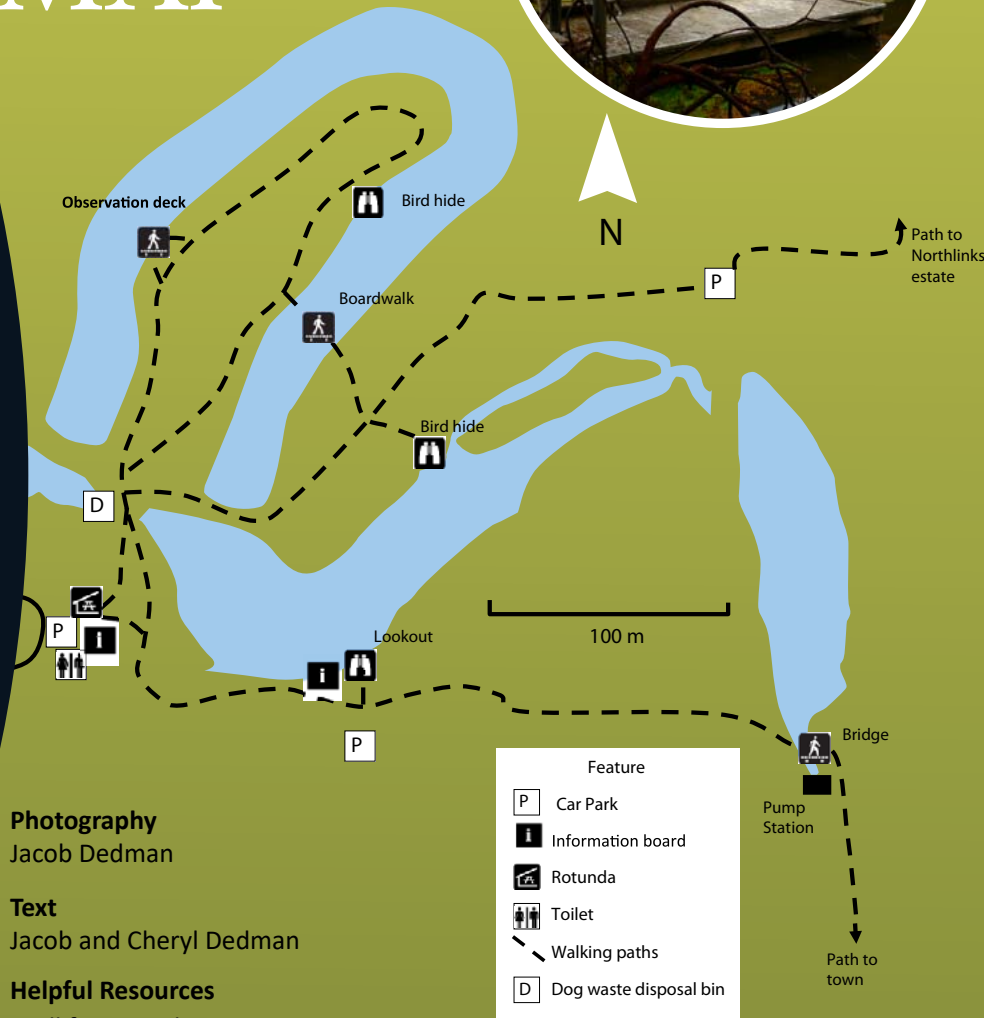 Observation deck
Bird hide
N
Path to
Northlinks
estate
P
Boardwalk
Bird hide
D
100 m
P
i
Lookout
i
P
Bridge
Pump
Station
Path to
town
Feature
P Car Park
i Information board
Rotunda
Toilet
Walking paths
D Dog waste disposal bin
Photography
Jacob Dedman
Text
Jacob and Cheryl Dedman
Helpful Resources